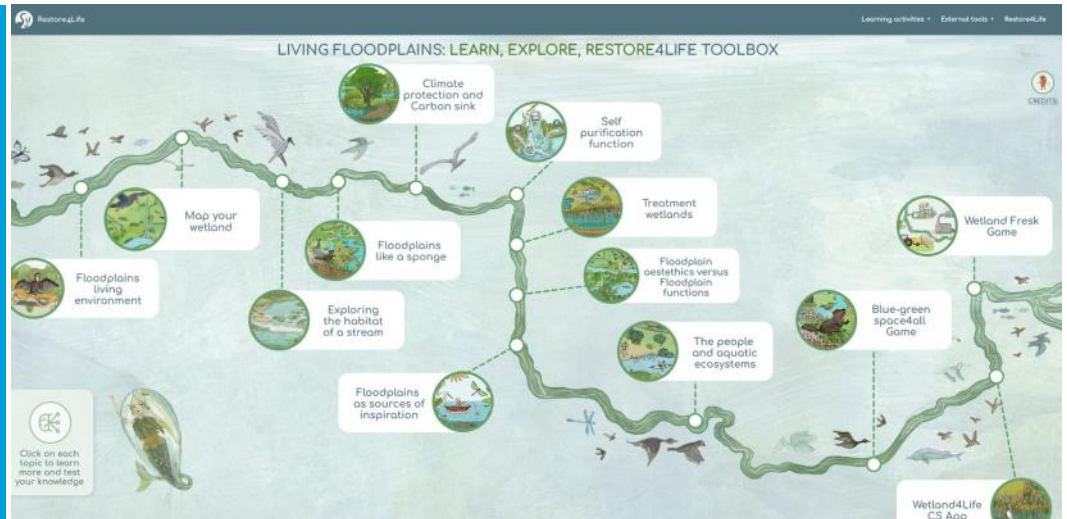 Restore4Life
Learning activities
External tools
Restore4Life
LIVING FLOODPLAINS: LEARN, EXPLORE, RESTORE4LIFE TOOLBOX
CREDITS
Climate
protection and
Carbon sink
Self
purification
function
Map your
wetland
Treatment
wetlands
Wetland Fresk
Game
Floodplains
like a sponge
Floodplains
living
environment
Floodplain
aestethics versus
Floodplain
functions
Exploring
the habitat
of a stream
Blue-green
space4all
Game
The people
and aquatic
ecosystems
Floodplains
as sources of
inspiration
Click on each
topic to learn
more and test
your knowledge
Wetland4Life
CS App